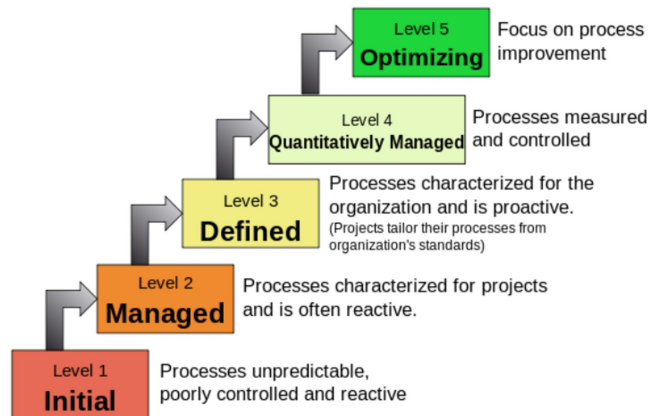 Level 5
Optimizing
Focus on process
improvement
Level 4
Quantitatively Managed
Processes measured
and controlled
Level 3
Defined
Processes characterized for the
organization and is proactive.
(Projects tailor their processes from
organization's standards)
Level 2
Managed
Processes characterized for projects
and is often reactive.
Level 1
Initial
Processes unpredictable,
poorly controlled and reactive